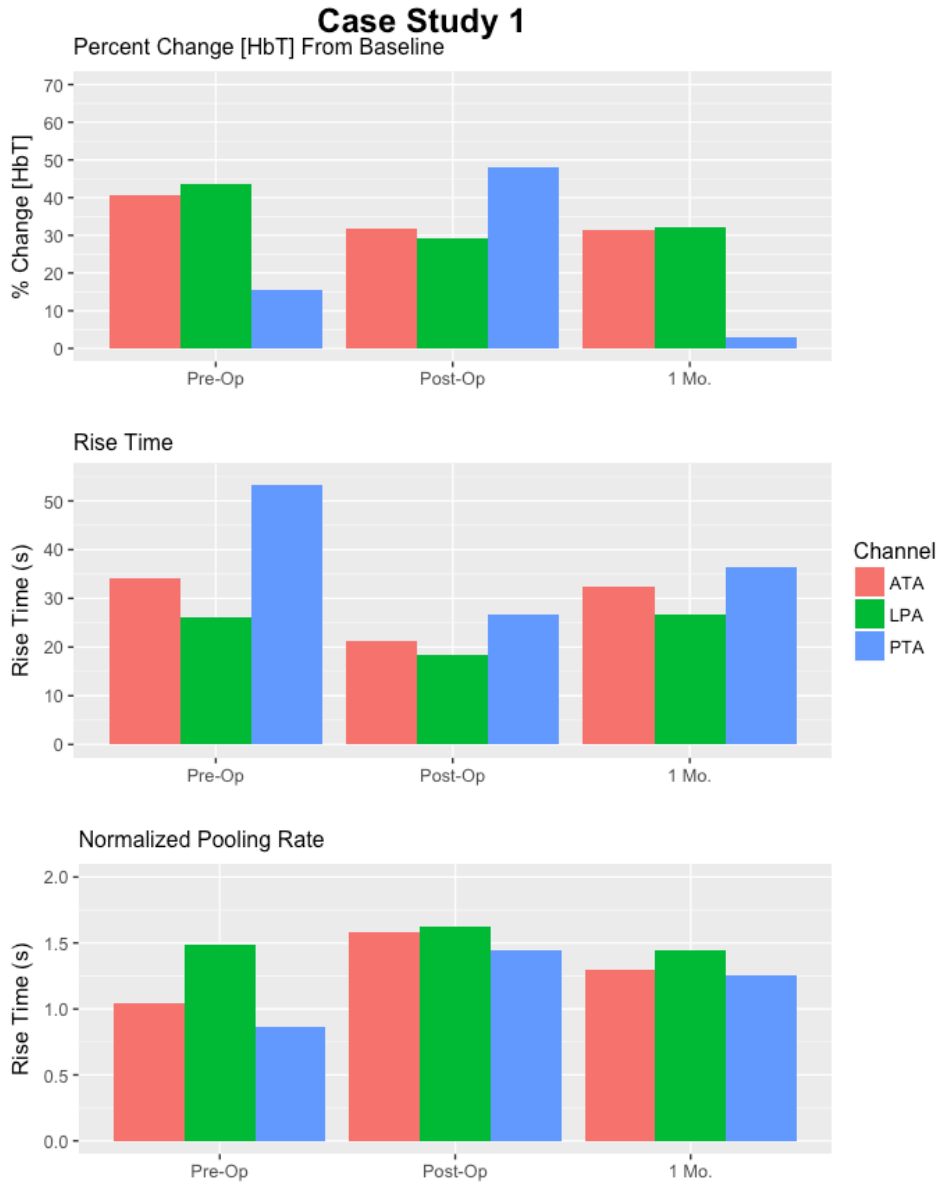 Case Study 1
Percent Change [HbT] From Baseline
% Change [HbT]
70
60
50
40
30
20
10
0
Pre-Op Post-Op 1 Mo.
Rise Time
Rise Time (s)
50
40
30
20
10
0
Pre-Op Post-Op 1 Mo.
Channel
ATA
LPA
PTA
Normalized Pooling Rate
Rise Time (s)
2.0
1.5
1.0
0.5
0.0
Pre-Op Post-Op 1 Mo.